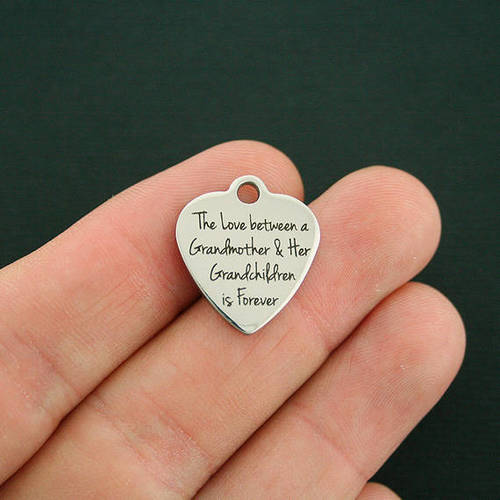 The Love between a
Grandmother & Her
Grandchildren
is Forever